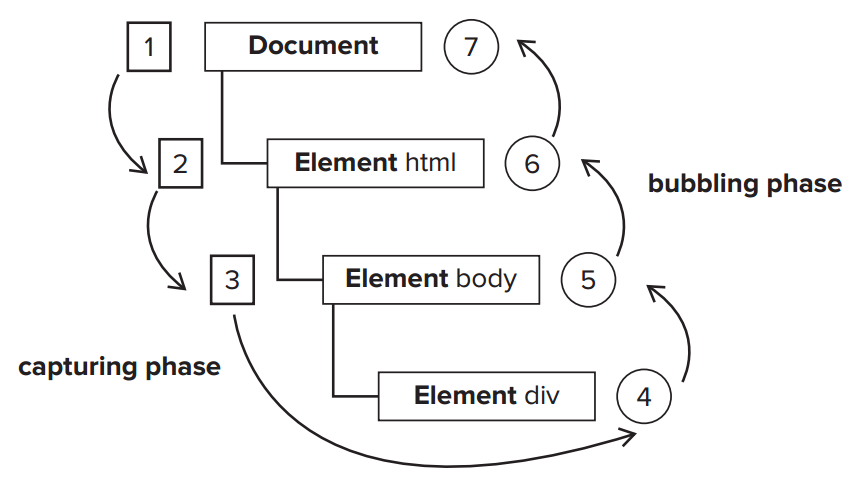 1 Document 7
2 Element html 6
bubbling phase
3 Element body 5
capturing phase
Element div 4